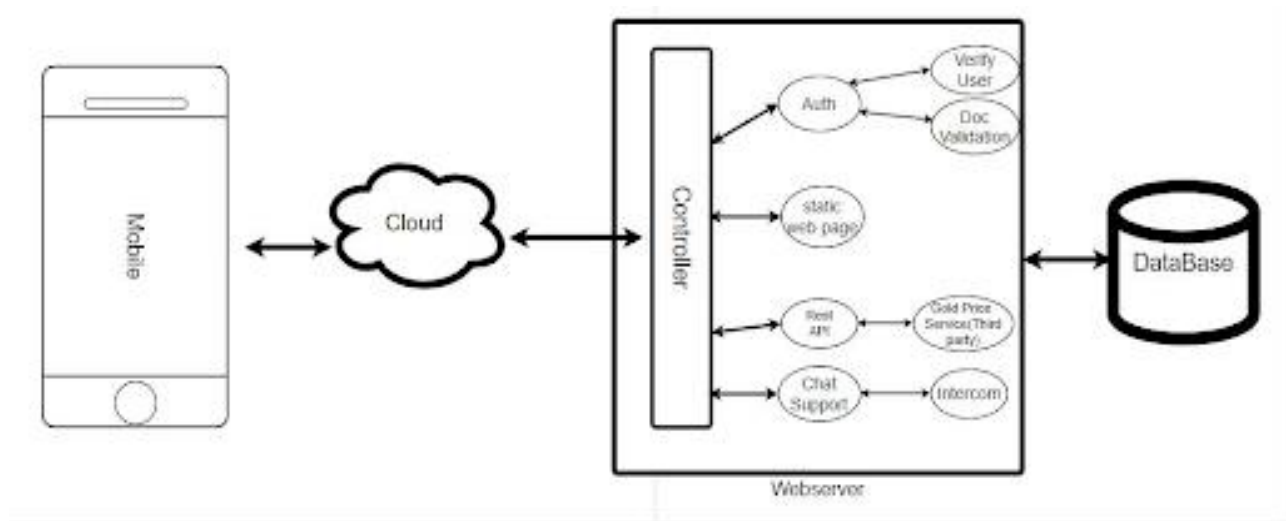 Mobile
Cloud
Controller
Auth
Verify
User
Doc
Validation
static
web page
Rest
API
Gold Price
Service(Third
party)
Chat
Support
Intercom
Webserver
DataBase